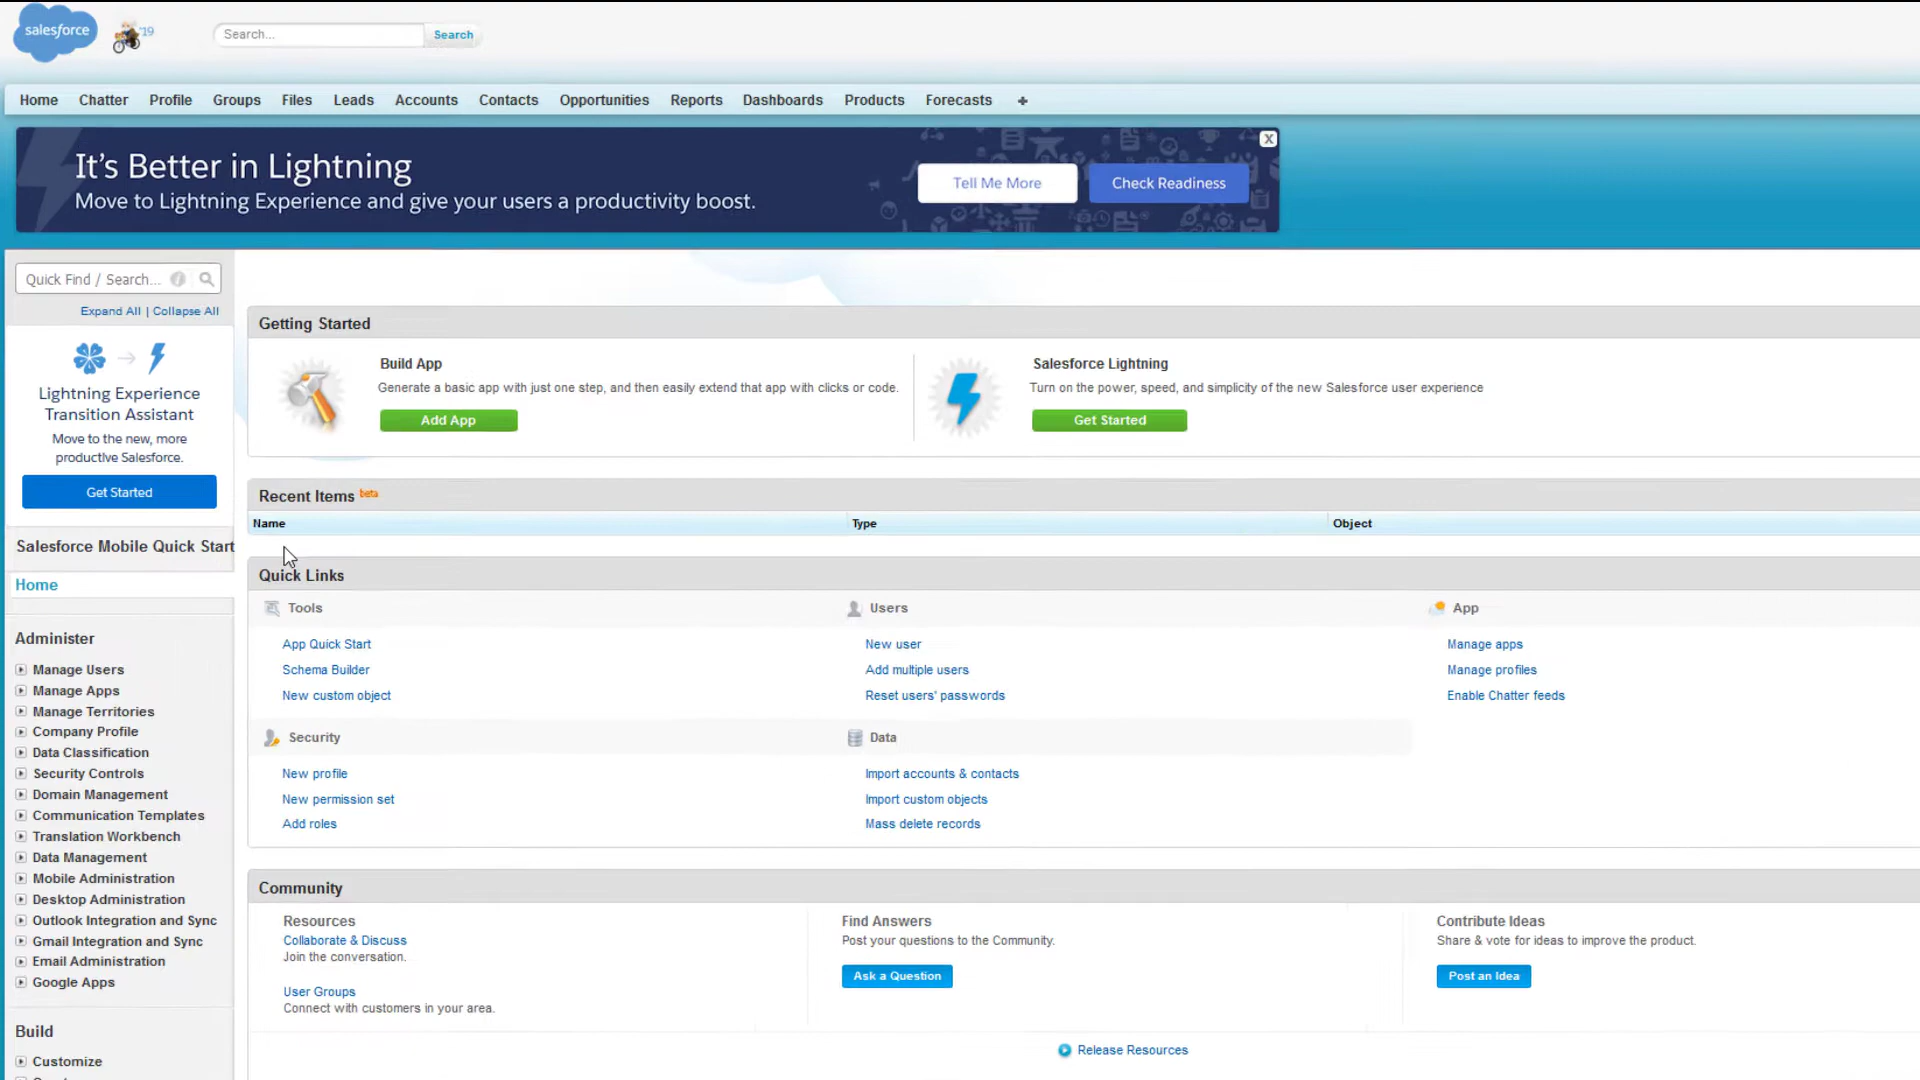 salesforce
'19
Search...
Search
Home Chatter Profile Groups Files Leads Accounts Contacts Opportunities Reports Dashboards Products Forecasts +
It's Better in Lightning
Move to Lightning Experience and give your users a productivity boost.
Tell Me More
Check Readiness
X
Quick Find / Search...
Expand All | Collapse All
Lightning Experience
Transition Assistant
Move to the new, more
productive Salesforce.
Get Started
Salesforce Mobile Quick Start
Home
Administer
Manage Users
Manage Apps
Manage Territories
Company Profile
Data Classification
Security Controls
Domain Management
Communication Templates
Translation Workbench
Data Management
Mobile Administration
Desktop Administration
Outlook Integration and Sync
Gmail Integration and Sync
Email Administration
Google Apps
Build
Customize
Getting Started
Build App
Generate a basic app with just one step, and then easily extend that app with clicks or code.
Add App
Salesforce Lightning
Turn on the power, speed, and simplicity of the new Salesforce user experience
Get Started
Recent Items beta
Name Type Object
Quick Links
Tools
App Quick Start
Schema Builder
New custom object
Users
New user
Add multiple users
Reset users' passwords
App
Manage apps
Manage profiles
Enable Chatter feeds
Security
New profile
New permission set
Add roles
Data
Import accounts & contacts
Import custom objects
Mass delete records
Community
Resources
Collaborate & Discuss
Join the conversation.
User Groups
Connect with customers in your area.
Find Answers
Post your questions to the Community.
Ask a Question
Contribute Ideas
Share & vote for ideas to improve the product.
Post an Idea
Release Resources